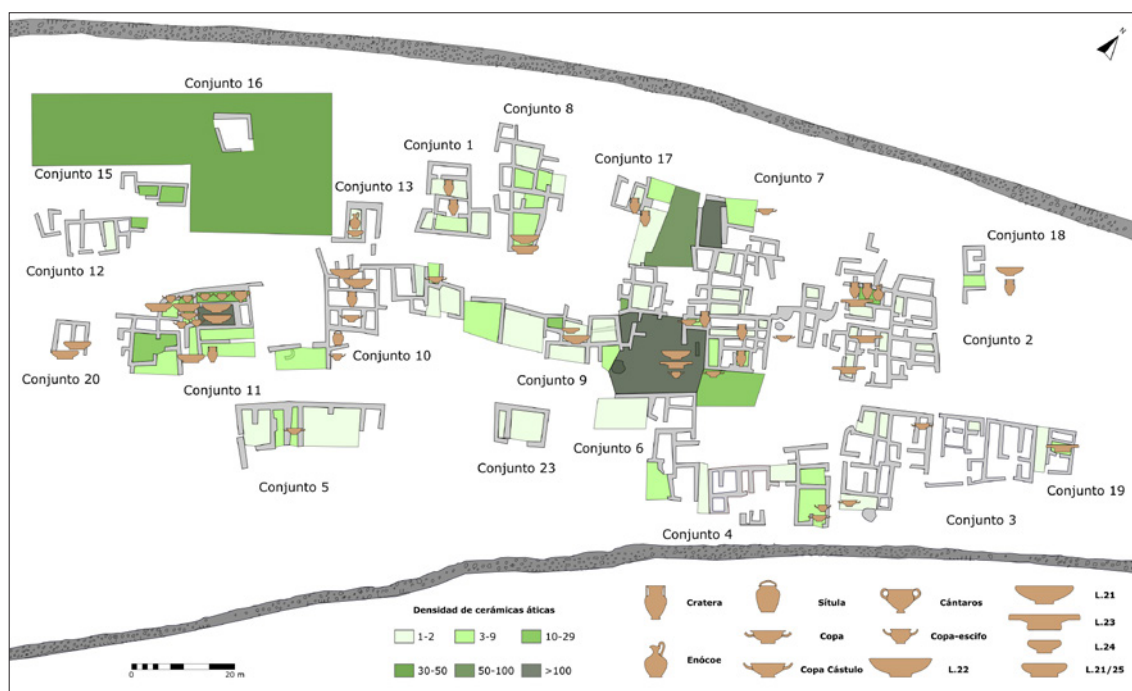 N
Conjunto 16
Conjunto 8
Conjunto 1
Conjunto 17
Conjunto 7
Conjunto 15
Conjunto 13
Conjunto 18
Conjunto 12
Conjunto 2
Conjunto 10
Conjunto 9
Conjunto 20
Conjunto 11
Conjunto 23
Conjunto 6
Conjunto 5
Conjunto 19
Conjunto 3
Conjunto 4
Densidad de cerámicas áticas
1-2
3-9
10-29
30-50
50-100
>100
0
20 m
Cratera
Sítula
Cántaros
L.21
L.23
Enócoe
Copa
Copa-escifo
L.24
Copa Cástulo
L.22
L.21/25